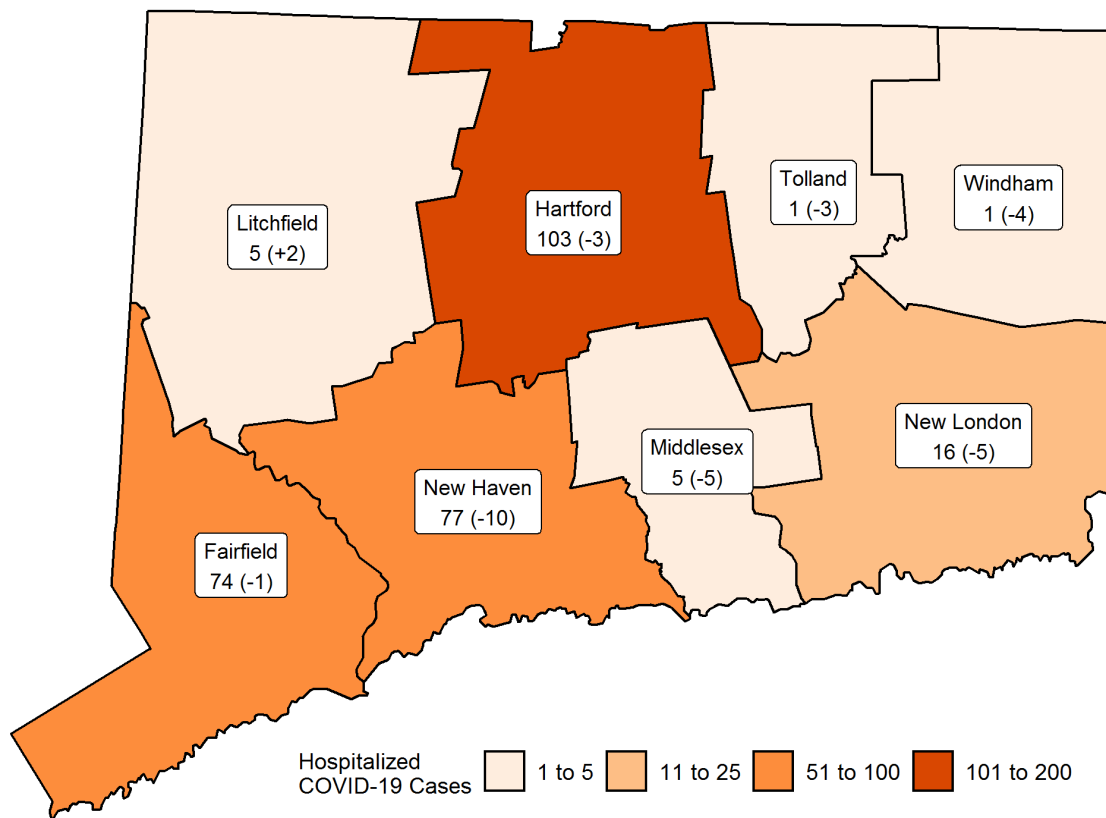 Tolland
1 (-3)
Windham
1 (-4)
Hartford
103 (-3)
Litchfield
5 (+2)
New London
16 (-5)
Middlesex
5 (-5)
New Haven
77 (-10)
Fairfield
74 (-1)
Hospitalized
COVID-19 Cases
1 to 5
11 to 25
51 to 100
101 to 200